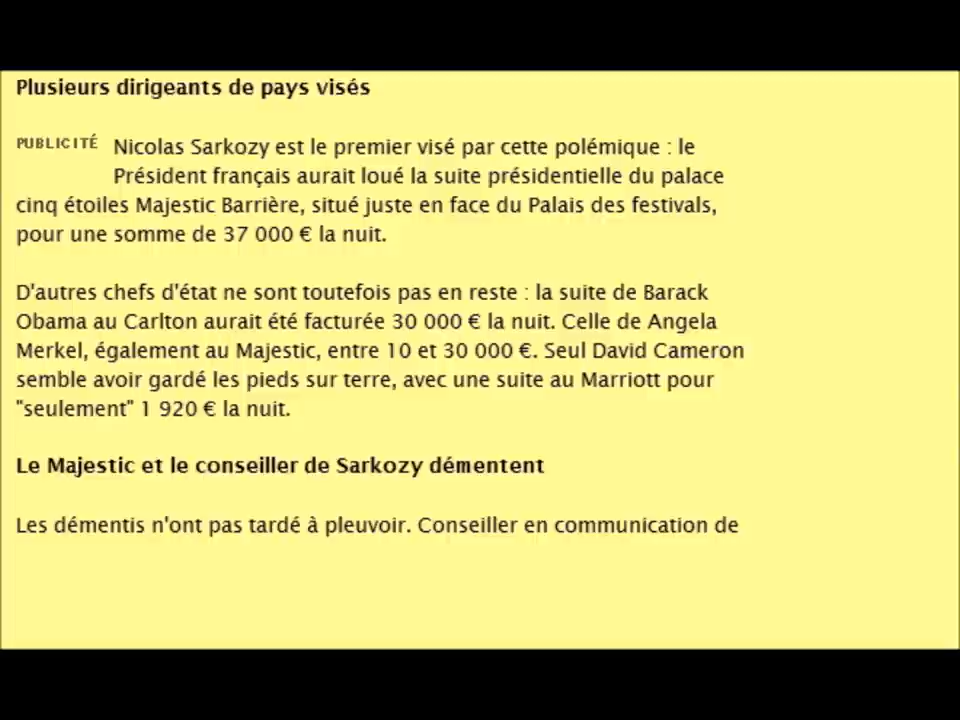 Plusieurs dirigeants de pays visés
PUBLICITÉ Nicolas Sarkozy est le premier visé par cette polémique : le
Président français aurait loué la suite présidentielle du palace
cinq étoiles Majestic Barrière, situé juste en face du Palais des festivals,
pour une somme de 37 000 € la nuit.
D'autres chefs d'état ne sont toutefois pas en reste : la suite de Barack
Obama au Carlton aurait été facturée 30 000 € la nuit. Celle de Angela
Merkel, également au Majestic, entre 10 et 30 000 €. Seul David Cameron
semble avoir gardé les pieds sur terre, avec une suite au Marriott pour
"seulement" 1 920 € la nuit.
Le Majestic et le conseiller de Sarkozy démentent
Les démentis n'ont pas tardé à pleuvoir. Conseiller en communication de